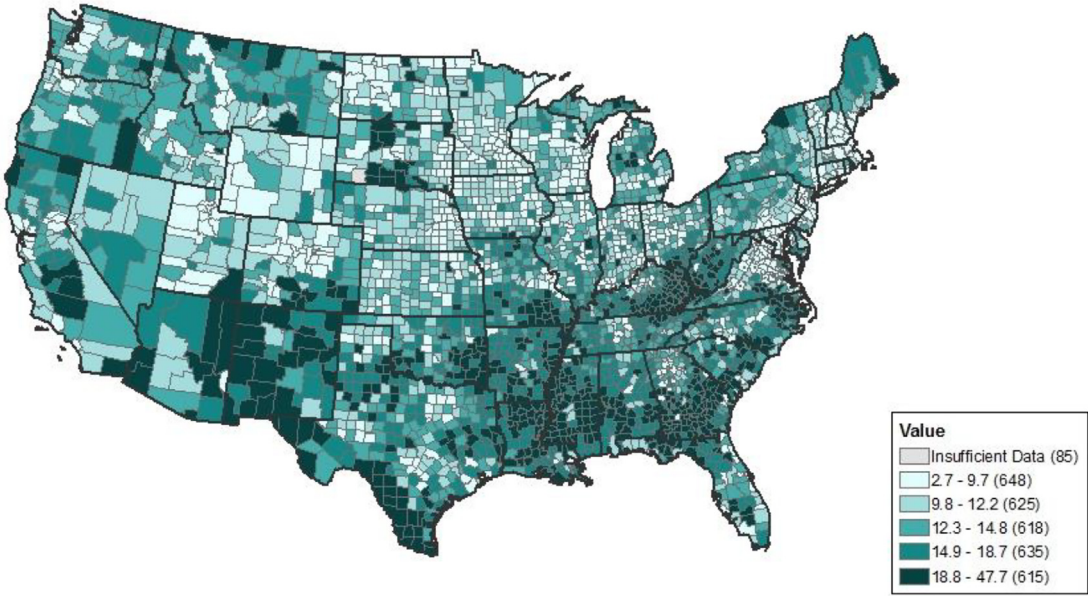 Value
Insufficient Data (85)
2.7 - 9.7 (648)
9.8 - 12.2 (625)
12.3 - 14.8 (618)
14.9 - 18.7 (635)
18.8 - 47.7 (615)